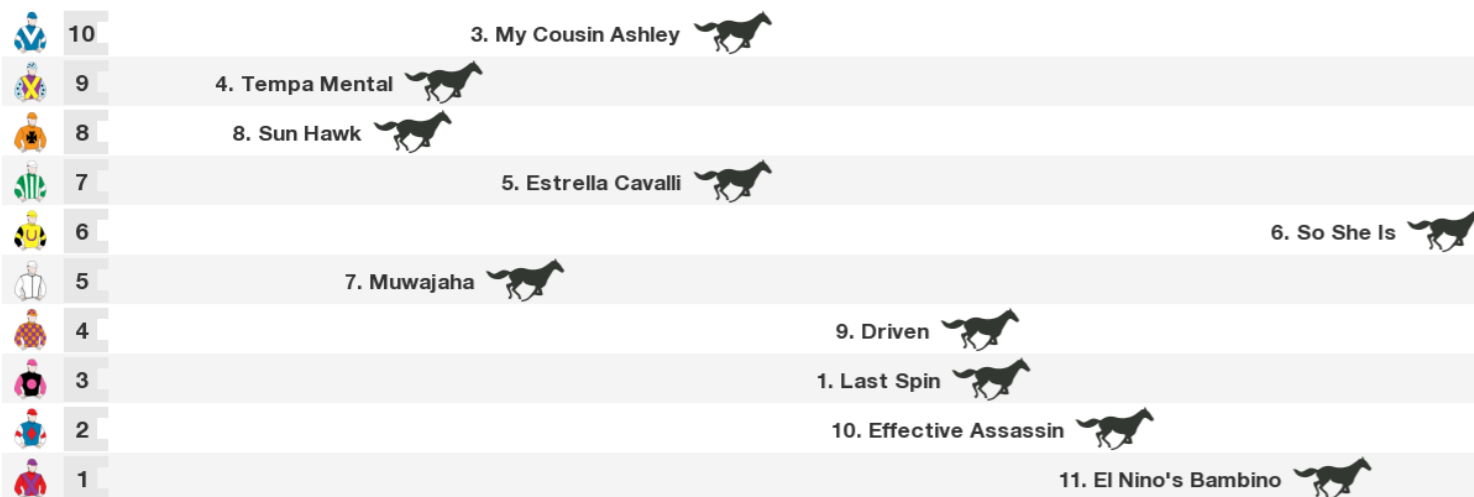 10 3. My Cousin Ashley
9 4. Tempa Mental
8 8. Sun Hawk
7 5. Estrella Cavalli
6 6. So She Is
5 7. Muwajaha
4 9. Driven
3 1. Last Spin
2 10. Effective Assassin
1 11. El Nino's Bambino